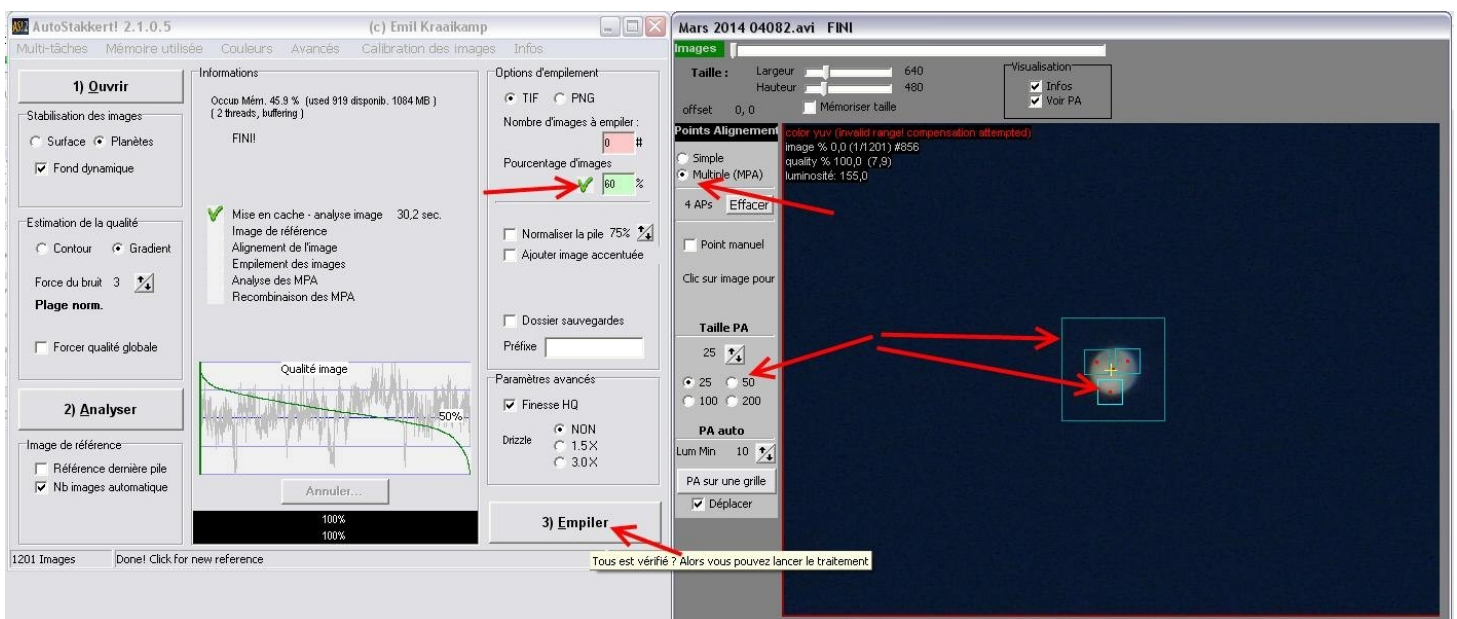 AutoStakkert! 2.1.0.5 (c) Emil Kraaikamp
Multi-tâches Mémoire utilisée Couleurs Avancés Calibration des images Infos
1) Ouvrir
Stabilisation des images
Surface Planètes
Fond dynamique
Estimation de la qualité
Contour Gradient
Force du bruit 3
Plage norm.
Forcer qualité globale
2) Analyser
Image de référence
Référence dernière pile
Nb images automatique
Informations
Occup Mém. 45.9 % (used 919 disponib. 1084 MB )
( 2 threads, buffering )
FINI!
Mise en cache - analyse image 30,2 sec.
Image de référence
Alignement de l'image
Empilement des images
Analyse des MPA
Recombinaison des MPA
Qualité image
50%
Annuler...
100%
100%
Options d'empilement
TIF PNG
Nombre d'images à empiler :
0 #
Pourcentage d'images
60 %
Normaliser la pile 75%
Ajouter image accentuée
Dossier sauvegardes
Préfixe
Paramètres avancés
Finesse HQ
Drizzle
NON
1.5X
3.0X
3) Empiler
1201 Images Done! Click for new reference
Tous est vérifié ? Alors vous pouvez lancer le traitement
Mars 2014 04082.avi FINI
Images
Taille : Largeur 640
Hauteur 480
offset 0, 0 Mémoriser taille
Visualisation
Infos
Voir PA
Points Alignement
Simple
Multiple (MPA)
4 APs Effacer
Point manuel
Clic sur image pour
Taille PA
25
25 50
100 200
PA auto
Lum Min 10
PA sur une grille
Déplacer
color yuv (invalid range! compensation attempted)
image % 0,0 (1/1201) #856
quality % 100,0 (7,9)
luminosité: 155,0